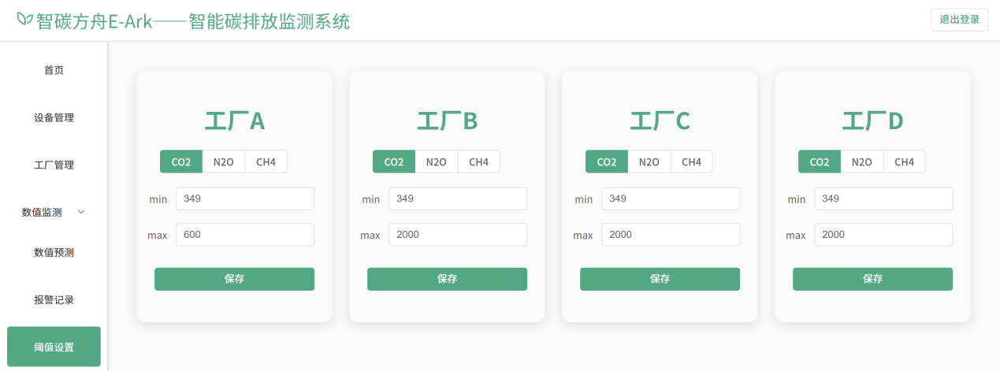 智碳方舟E-Ark——智能碳排放监测系统
退出登录
首页
设备管理
工厂管理
数值监测
数值预测
报警记录
阈值设置
工厂A
CO2 N2O CH4
min 349
max 600
保存
工厂B
CO2 N2O CH4
min 349
max 2000
保存
工厂C
CO2 N2O CH4
min 349
max 2000
保存
工厂D
CO2 N2O CH4
min 349
max 2000
保存